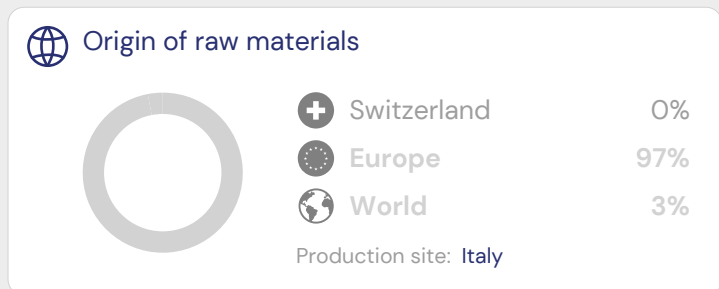 Origin of raw materials
Switzerland 0%
Europe 97%
World 3%
Production site: Italy